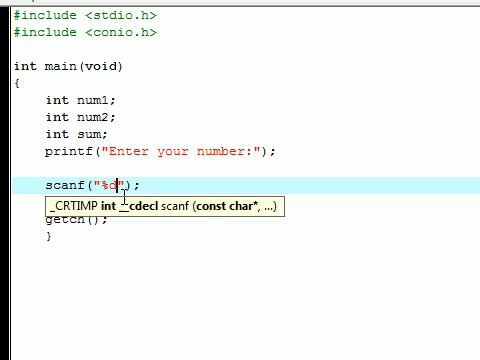 #include <stdio.h>
#include <conio.h>
int main(void)
{
int num1;
int num2;
int sum;
printf("Enter your number:");
scanf("%d");
_CRTIMP int __cdecl scanf (const char*, ...)
getch();
}